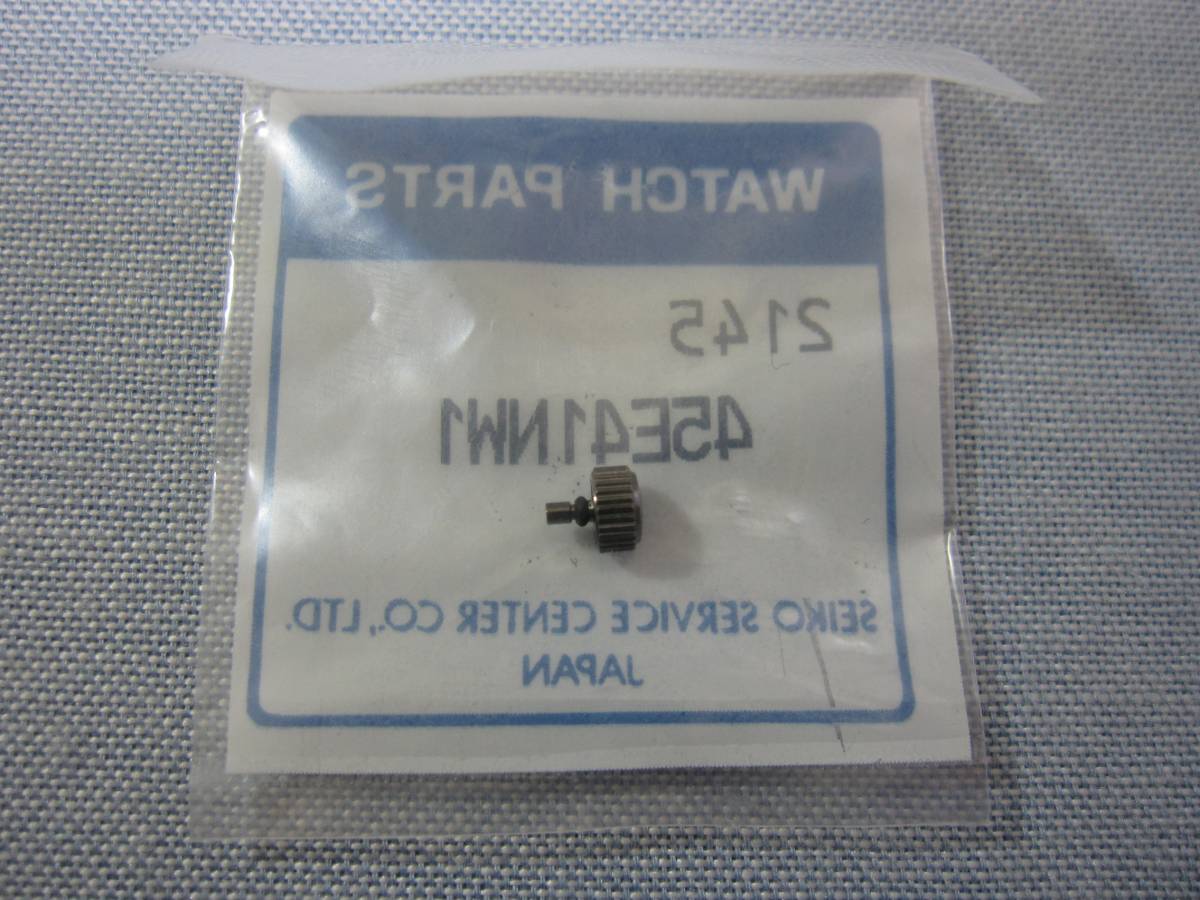 WATCH PARTS
2145
45E41NW1
SEIKO SERVICE CENTER CO., LTD.
JAPAN